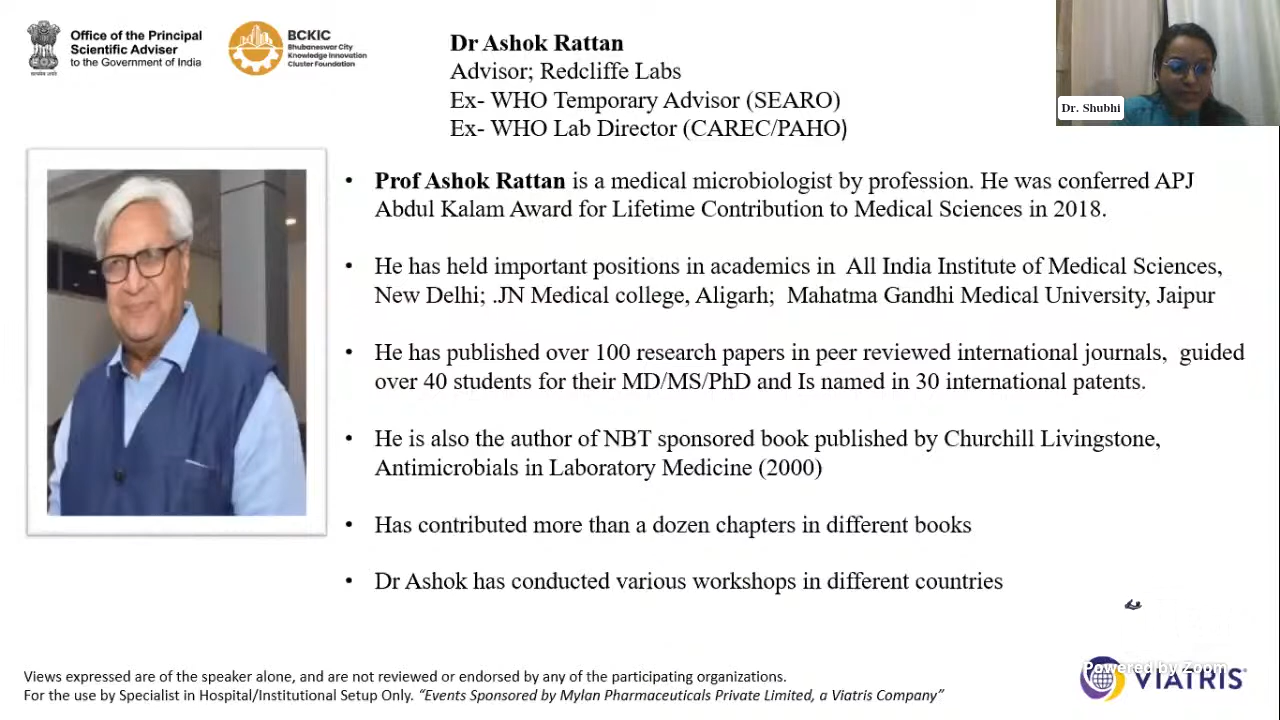 Office of the Principal
Scientific Adviser
to the Government of India
BCKIC
Bhubaneswar City
Knowledge Innovation
Cluster Foundation
Dr Ashok Rattan
Advisor; Redcliffe Labs
Ex- WHO Temporary Advisor (SEARO)
Ex- WHO Lab Director (CAREC/PAHO)
Dr. Shubhi
• Prof Ashok Rattan is a medical microbiologist by profession. He was conferred APJ
Abdul Kalam Award for Lifetime Contribution to Medical Sciences in 2018.
• He has held important positions in academics in All India Institute of Medical Sciences,
New Delhi; .JN Medical college, Aligarh; Mahatma Gandhi Medical University, Jaipur
• He has published over 100 research papers in peer reviewed international journals, guided
over 40 students for their MD/MS/PhD and Is named in 30 international patents.
• He is also the author of NBT sponsored book published by Churchill Livingstone,
Antimicrobials in Laboratory Medicine (2000)
• Has contributed more than a dozen chapters in different books
• Dr Ashok has conducted various workshops in different countries
Views expressed are of the speaker alone, and are not reviewed or endorsed by any of the participating organizations.
For the use by Specialist in Hospital/Institutional Setup Only. “Events Sponsored by Mylan Pharmaceuticals Private Limited, a Viatris Company”
Powered by Zoom
VIATRIS